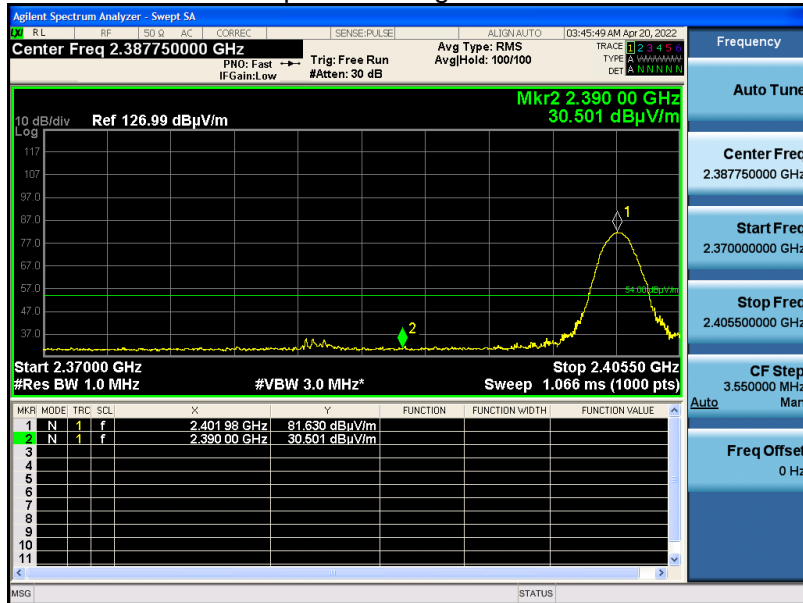 Agilent Spectrum Analyzer - Swept SA
LXI RL RF 50 Ω AC CORREC SENSE:PULSE ALIGN AUTO 03:45:49 AM Apr 20, 2022
Center Freq 2.387750000 GHz
PNO: Fast
IFGain:Low
Trig: Free Run
#Atten: 30 dB
Avg Type: RMS
Avg|Hold: 100/100
TRACE 1 2 3 4 5 6
TYPE A WWWWW
DET A N N N N N
Mkr2 2.390 00 GHz
30.501 dBµV/m
10 dB/div Ref 126.99 dBµV/m
Log
117
107
97.0
87.0
77.0
67.0
57.0
47.0
37.0
1
2
54.00 dBµV/m
Start 2.37000 GHz Stop 2.40550 GHz
#Res BW 1.0 MHz #VBW 3.0 MHz* Sweep 1.066 ms (1000 pts)
MKR MODE TRC SCL X Y FUNCTION FUNCTION WIDTH FUNCTION VALUE
1 N 1 f 2.401 98 GHz 81.630 dBµV/m
2 N 1 f 2.390 00 GHz 30.501 dBµV/m
3
4
5
6
7
8
9
10
11
MSG STATUS
Frequency
Auto Tune
Center Freq
2.387750000 GHz
Start Freq
2.370000000 GHz
Stop Freq
2.405500000 GHz
CF Step
3.550000 MHz
Auto Man
Freq Offset
0 Hz